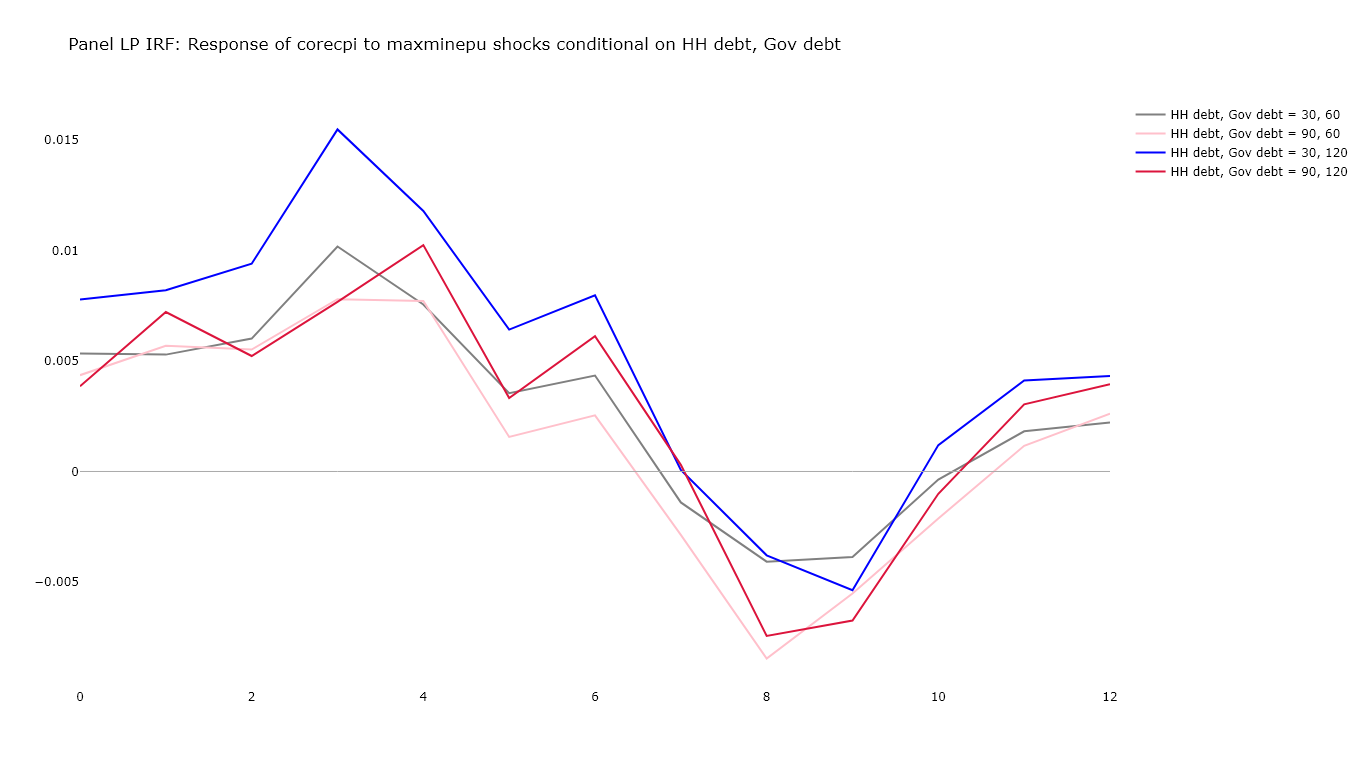 Panel LP IRF: Response of corecpi to maxminepu shocks conditional on HH debt, Gov debt
HH debt, Gov debt = 30, 60
HH debt, Gov debt = 90, 60
HH debt, Gov debt = 30, 120
HH debt, Gov debt = 90, 120
0.015
0.01
0.005
0
−0.005
0 2 4 6 8 10 12